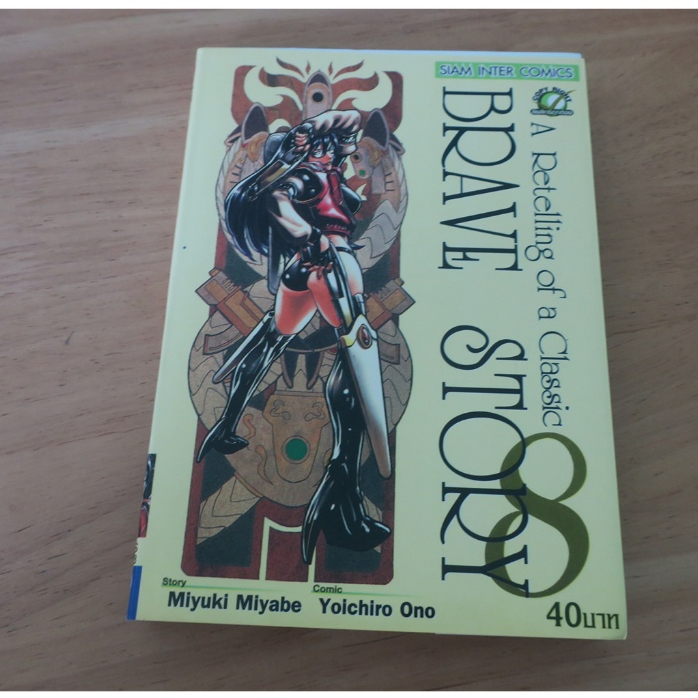 SIAM INTER COMICS
A Retelling of a Classic
BRAVE STORY
8
Story
Comic
Miyuki Miyabe
Yoichiro Ono
40บาท